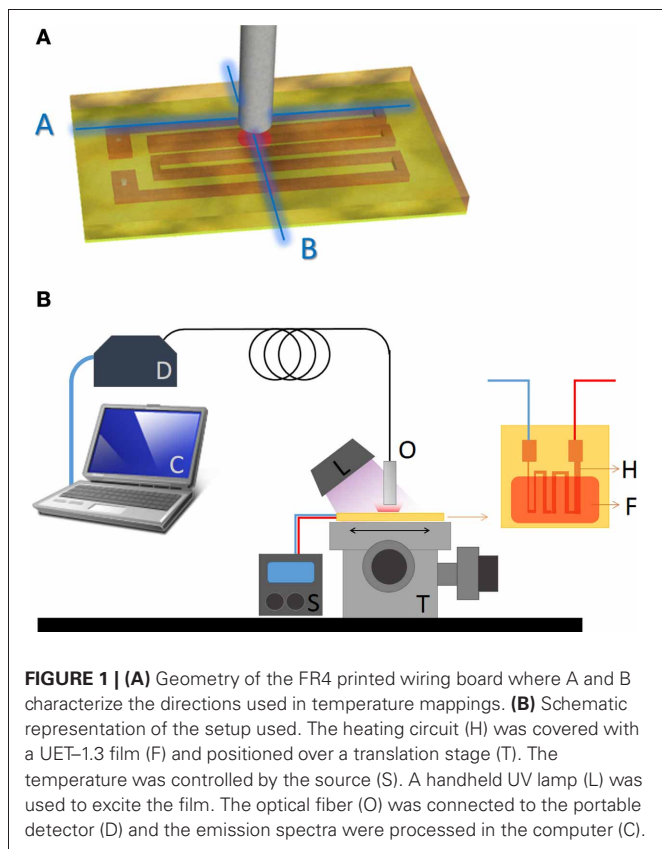 A
A
B
B
D
C
L
O
S
T
H
F
FIGURE 1 | (A) Geometry of the FR4 printed wiring board where A and B
characterize the directions used in temperature mappings. (B) Schematic
representation of the setup used. The heating circuit (H) was covered with
a UET–1.3 film (F) and positioned over a translation stage (T). The
temperature was controlled by the source (S). A handheld UV lamp (L) was
used to excite the film. The optical fiber (O) was connected to the portable
detector (D) and the emission spectra were processed in the computer (C).